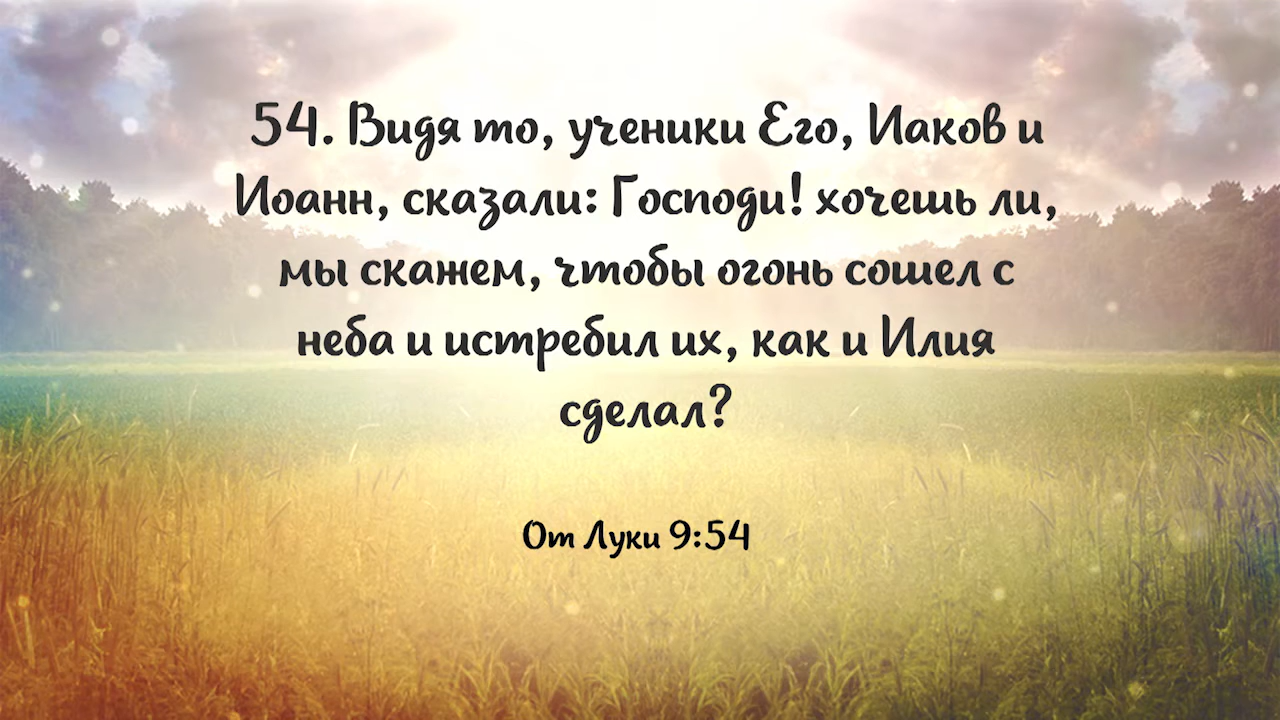 54. Видя то, ученики Его, Иаков и
Иоанн, сказали: Господи! хочешь ли,
мы скажем, чтобы огонь сошел с
неба и истребил их, как и Илия
сделал?
От Луки 9:54